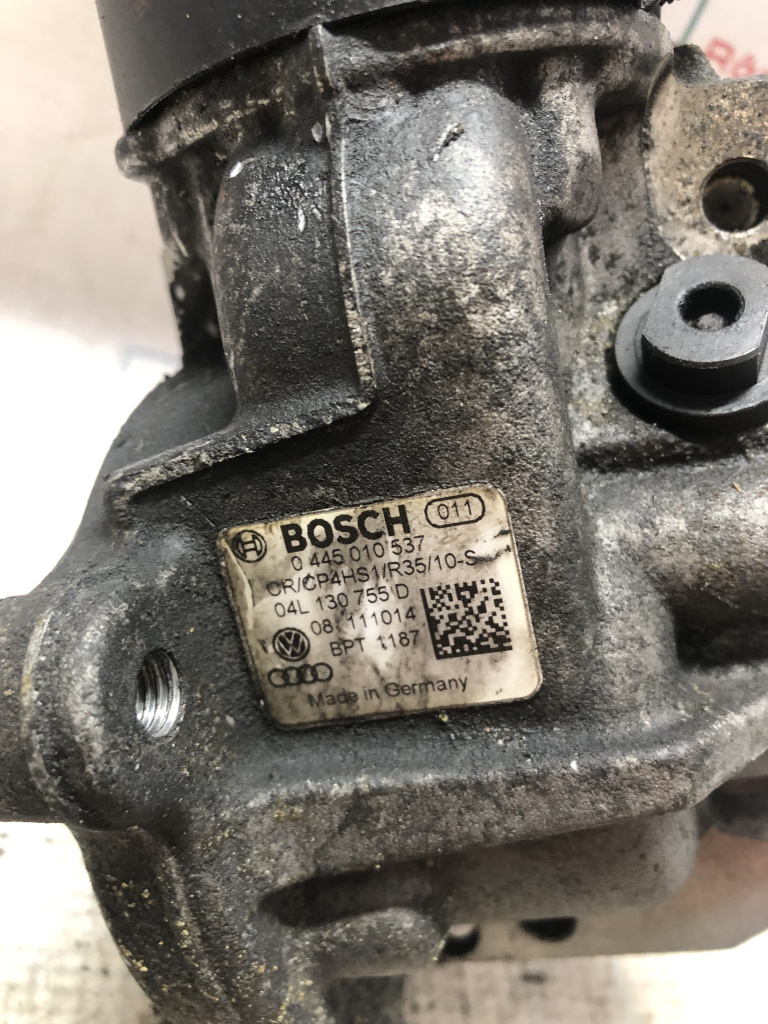 BOSCH 011
0 445 010 537
CR/CP4HS1/R35/10-S
04L 130 755 D
111014
BPT 1187
Made in Germany